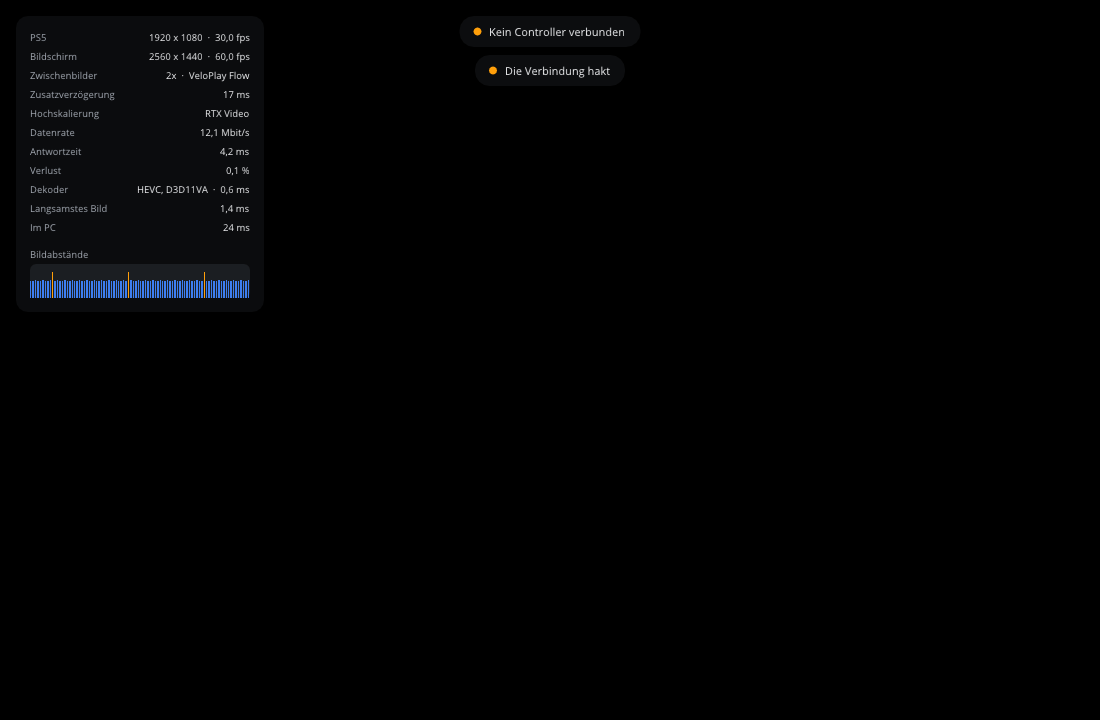 PS5 1920 x 1080 · 30,0 fps
Bildschirm 2560 x 1440 · 60,0 fps
Zwischenbilder 2x · VeloPlay Flow
Zusatzverzögerung 17 ms
Hochskalierung RTX Video
Datenrate 12,1 Mbit/s
Antwortzeit 4,2 ms
Verlust 0,1 %
Dekoder HEVC, D3D11VA · 0,6 ms
Langsamstes Bild 1,4 ms
Im PC 24 ms
Bildabstände
Kein Controller verbunden
Die Verbindung hakt